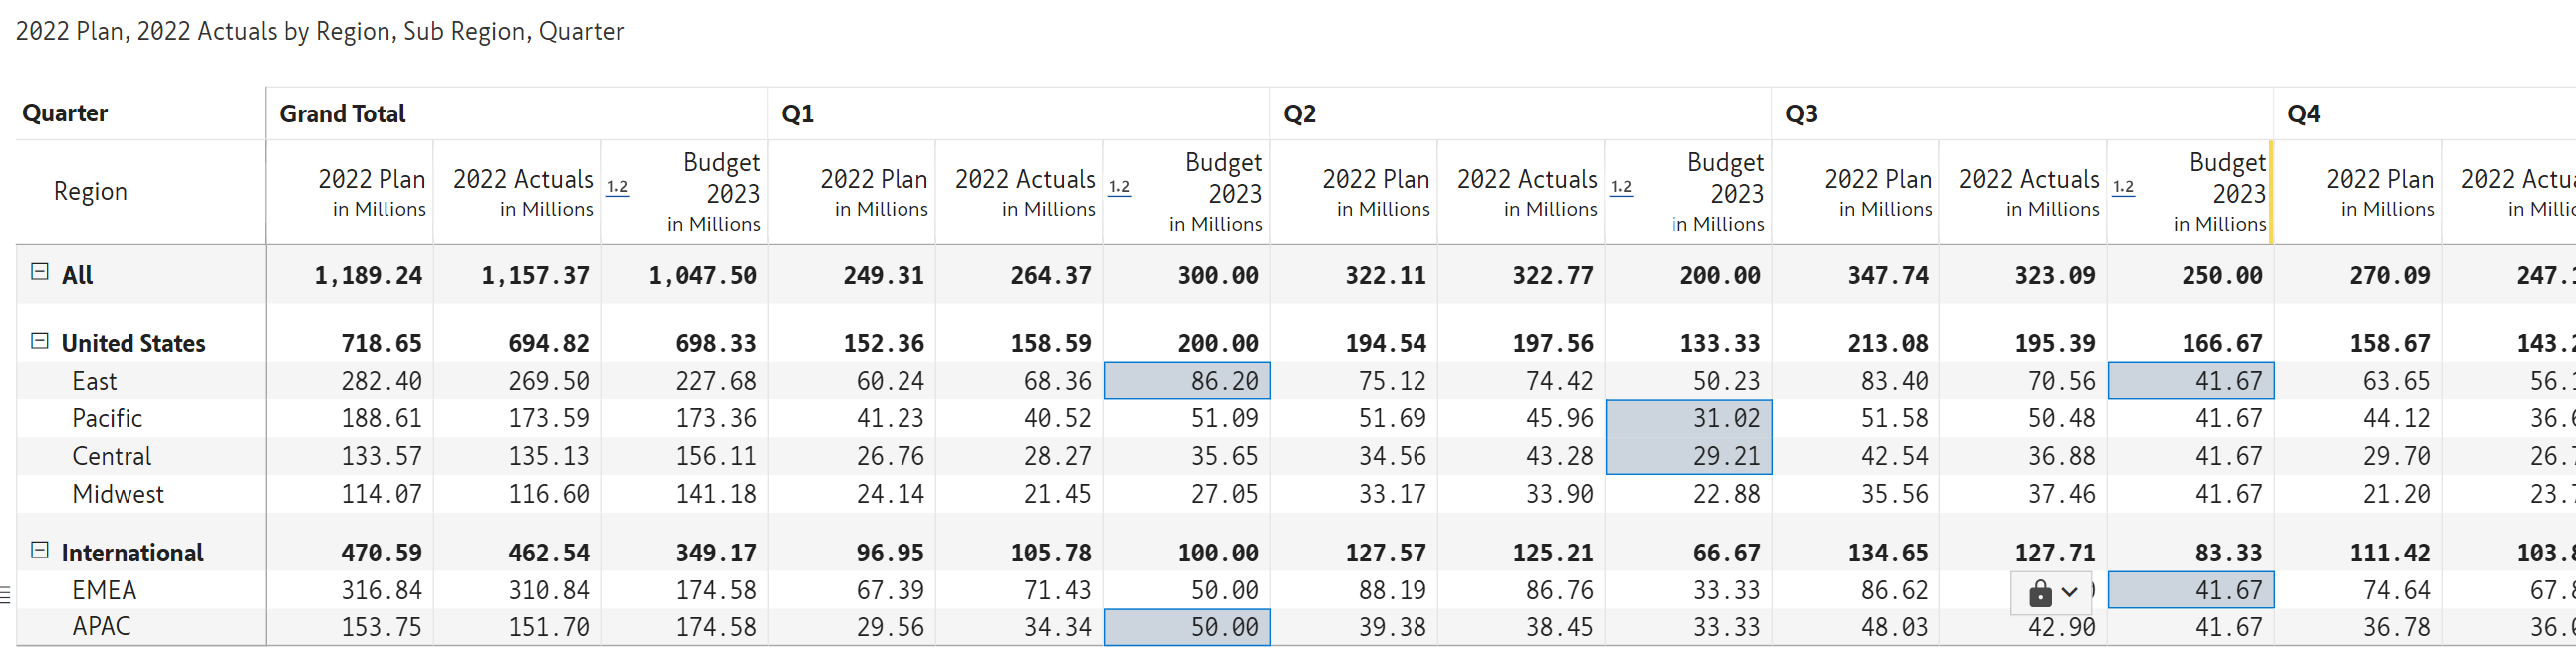 2022 Plan, 2022 Actuals by Region, Sub Region, Quarter
Quarter Grand Total Q1 Q2 Q3 Q4
Region 2022 Plan in Millions 2022 Actuals in Millions 1.2 Budget 2023 in Millions 2022 Plan in Millions 2022 Actuals in Millions 1.2 Budget 2023 in Millions 2022 Plan in Millions 2022 Actuals in Millions 1.2 Budget 2023 in Millions 2022 Plan in Millions 2022 Actuals in Millions 1.2 Budget 2023 in Millions 2022 Plan in Millions 2022
All 1,189.24 1,157.37 1,047.50 249.31 264.37 300.00 322.11 322.77 200.00 347.74 323.09 250.00 270.09 247.
United States 718.65 694.82 698.33 152.36 158.59 200.00 194.54 197.56 133.33 213.08 195.39 166.67 158.67 143.
East 282.40 269.50 227.68 60.24 68.36 86.20 75.12 74.42 50.23 83.40 70.56 41.67 63.65 56.
Pacific 188.61 173.59 173.36 41.23 40.52 51.09 51.69 45.96 31.02 51.58 50.48 41.67 44.12 36.
Central 133.57 135.13 156.11 26.76 28.27 35.65 34.56 43.28 29.21 42.54 36.88 41.67 29.70 26.
Midwest 114.07 116.60 141.18 24.14 21.45 27.05 33.17 33.90 22.88 35.56 37.46 41.67 21.20 23.
International 470.59 462.54 349.17 96.95 105.78 100.00 127.57 125.21 66.67 134.65 127.71 83.33 111.42 103.
EMEA 316.84 310.84 174.58 67.39 71.43 50.00 88.19 86.76 33.33 86.62 41.67 74.64 67.
APAC 153.75 151.70 174.58 29.56 34.34 50.00 39.38 38.45 33.33 48.03 42.90 41.67 36.78 36.